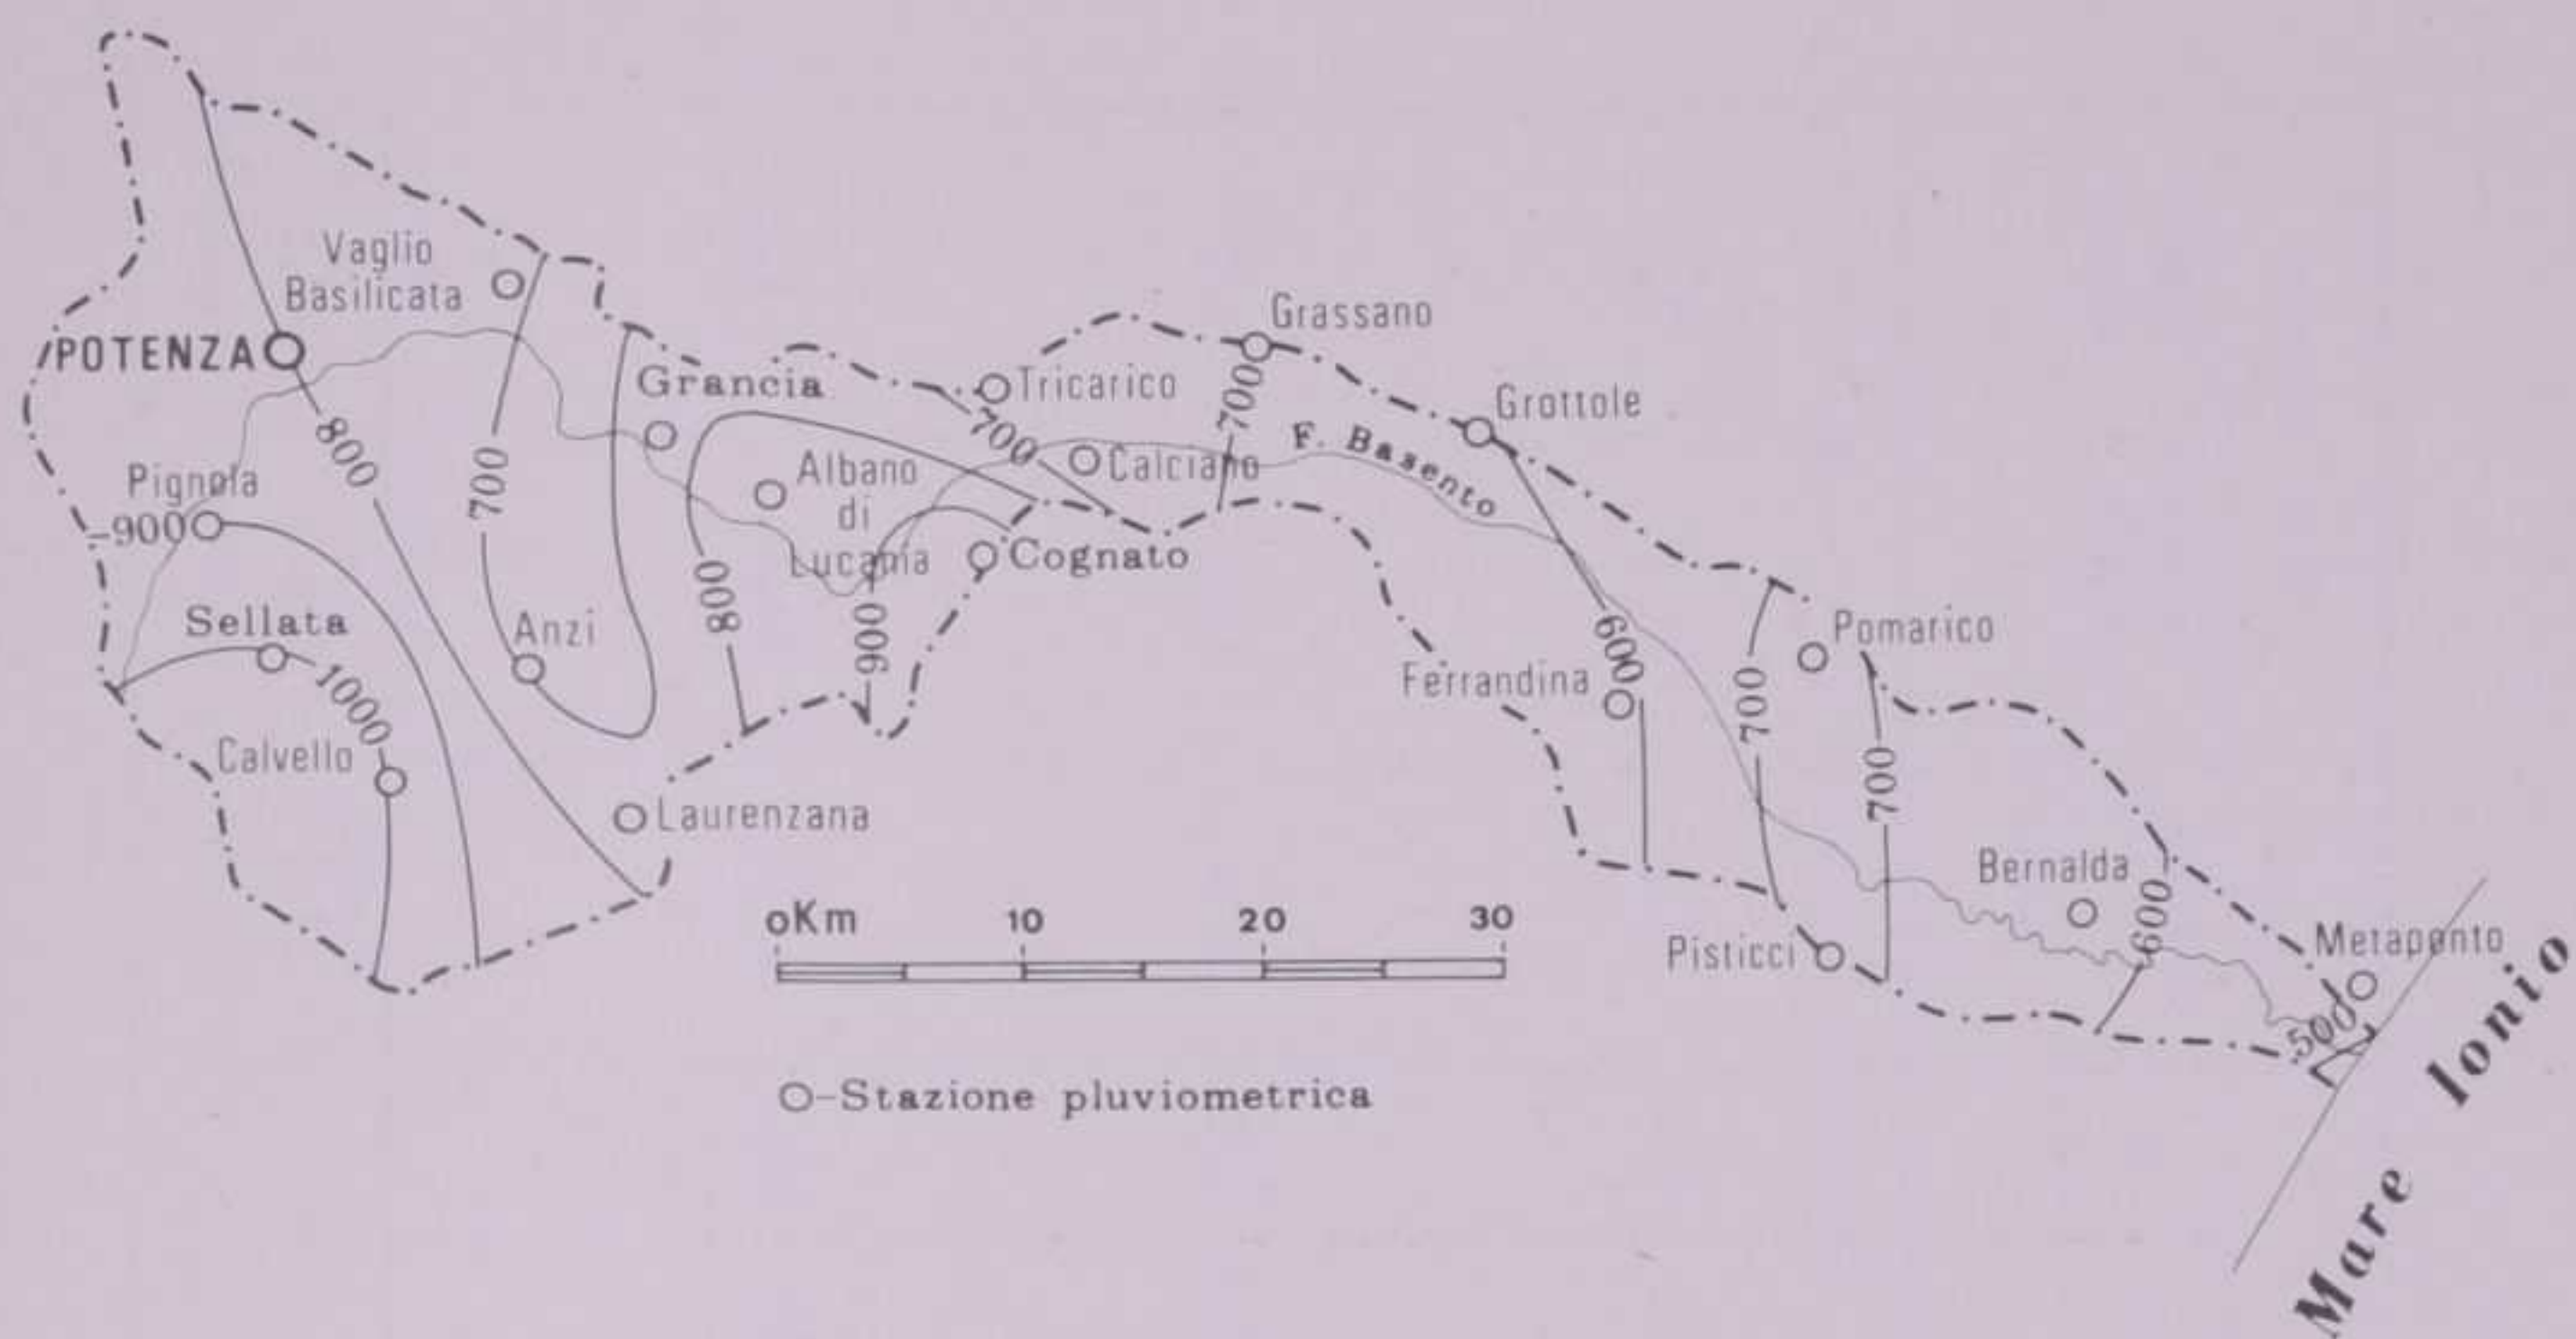 Vaglio
Basilicata
POTENZA
Grassano
Grancia
Tricarico
700
Grottole
800
700
700
F. Basento
Albano
di
Lucania
Calciano
Pignola
900
Cognato
800
900
Sellata
Anzi
600
Pomarico
1000
Ferrandina
700
Calvello
700
Laurenzana
Bernalda
600
0Km 10 20 30
Pisticci
Metaponto
500
Mare Ionio
O-Stazione pluviometrica